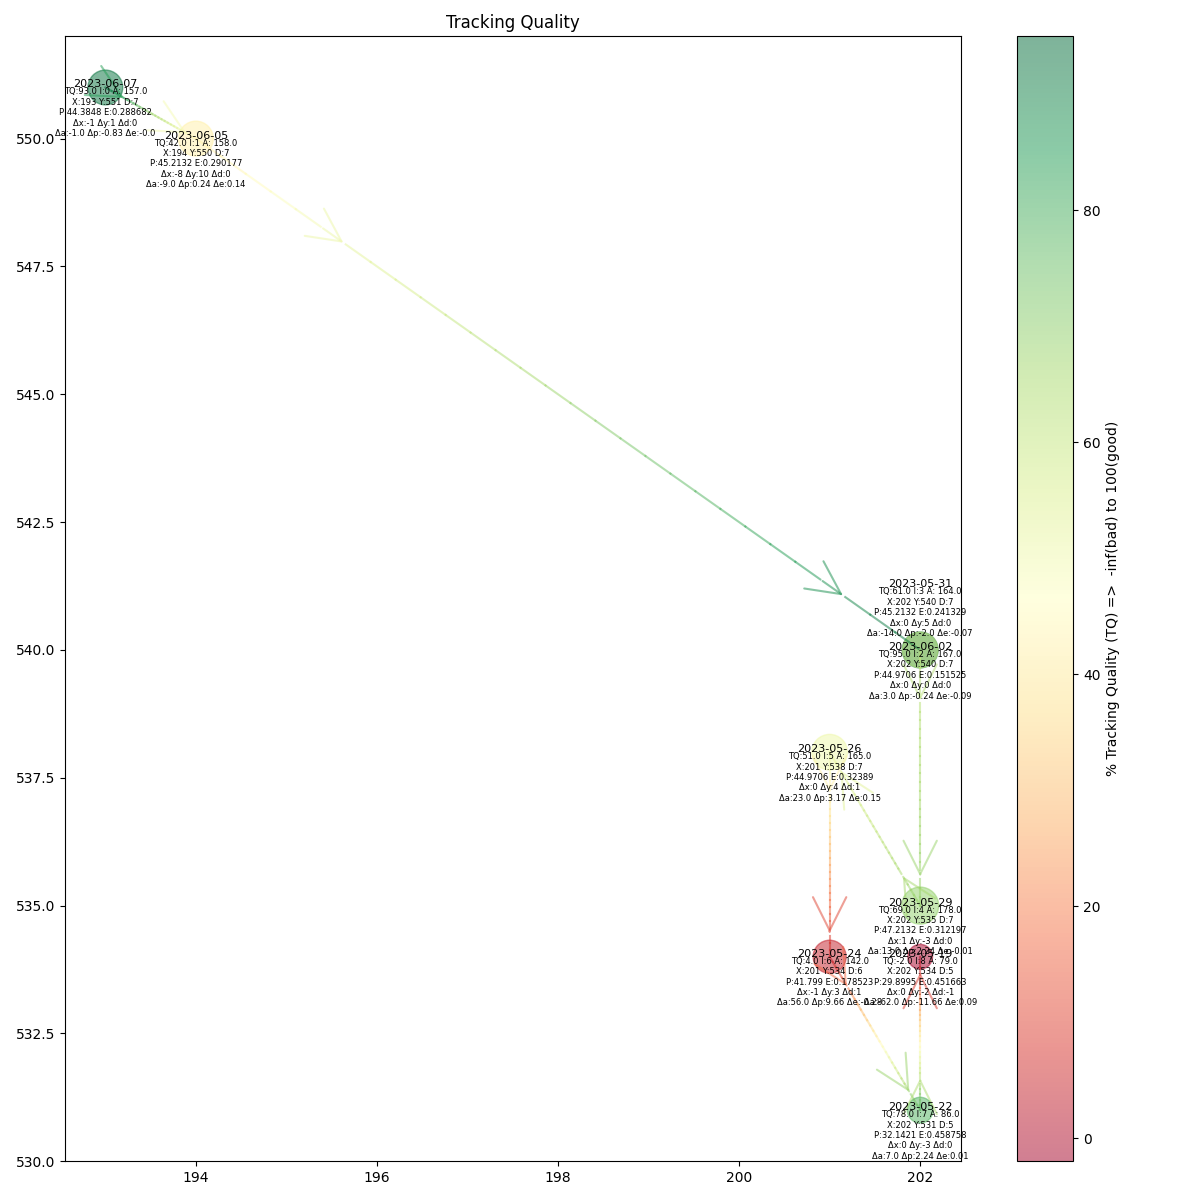 Tracking Quality
2023-06-07
TQ:93.0 I:0 A: 157.0
X:193 Y:551 D:7
P:44.3848 E:0.288682
Δx:-1 Δy:1 Δd:0
Δa:-1.0 Δp:-0.83 Δe:-0.0
2023-06-05
TQ:42.0 I:1 A: 158.0
X:194 Y:550 D:7
P:45.2132 E:0.290177
Δx:-8 Δy:10 Δd:0
Δa:-9.0 Δp:0.24 Δe:0.14
2023-05-31
TQ:61.0 I:3 A: 164.0
X:202 Y:540 D:7
P:45.2132 E:0.241329
Δx:0 Δy:5 Δd:0
Δa:-14.0 Δp:-2.0 Δe:-0.07
2023-06-02
TQ:95.0 I:2 A: 167.0
X:202 Y:540 D:7
P:44.9706 E:0.151525
Δx:0 Δy:0 Δd:0
Δa:3.0 Δp:-0.24 Δe:-0.09
2023-05-26
TQ:51.0 I:5 A: 165.0
X:201 Y:538 D:7
P:44.9706 E:0.32389
Δx:0 Δy:4 Δd:1
Δa:23.0 Δp:3.17 Δe:0.15
2023-05-29
TQ:69.0 I:4 A: 178.0
X:202 Y:535 D:7
P:47.2132 E:0.312197
Δx:1 Δy:-3 Δd:0
2023-05-24
TQ:4.0 I:6 A: 142.0
X:201 Y:534 D:6
P:41.799 E:0.178523
Δx:-1 Δy:3 Δd:1
Δa:56.0 Δp:9.66
TQ:-2.0 I:8 A: 79.0
X:202 Y:534 D:5
P:29.8995 E:0.451663
Δx:0 Δy:-2 Δd:-1
Δp:-11.66 Δe:0.09
2023-05-22
TQ:78.0 I:7 A: 86.0
X:202 Y:531 D:5
P:32.1421 E:0.458758
Δx:0 Δy:-3 Δd:0
Δa:7.0 Δp:2.24 Δe:0.01
550.0
547.5
545.0
542.5
540.0
537.5
535.0
532.5
530.0
194
196
198
200
202
80
60
40
20
0
% Tracking Quality (TQ) => -inf(bad) to 100(good)